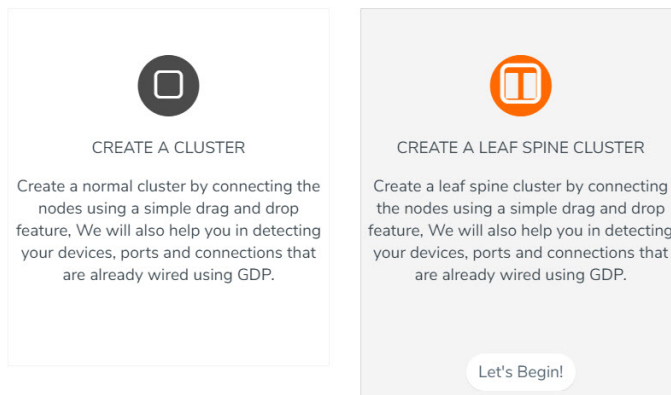 CREATE A CLUSTER
Create a normal cluster by connecting the
nodes using a simple drag and drop
feature, We will also help you in detecting
your devices, ports and connections that
are already wired using GDP.
CREATE A LEAF SPINE CLUSTER
Create a leaf spine cluster by connecting
the nodes using a simple drag and drop
feature, We will also help you in detecting
your devices, ports and connections that
are already wired using GDP.
Let's Begin!